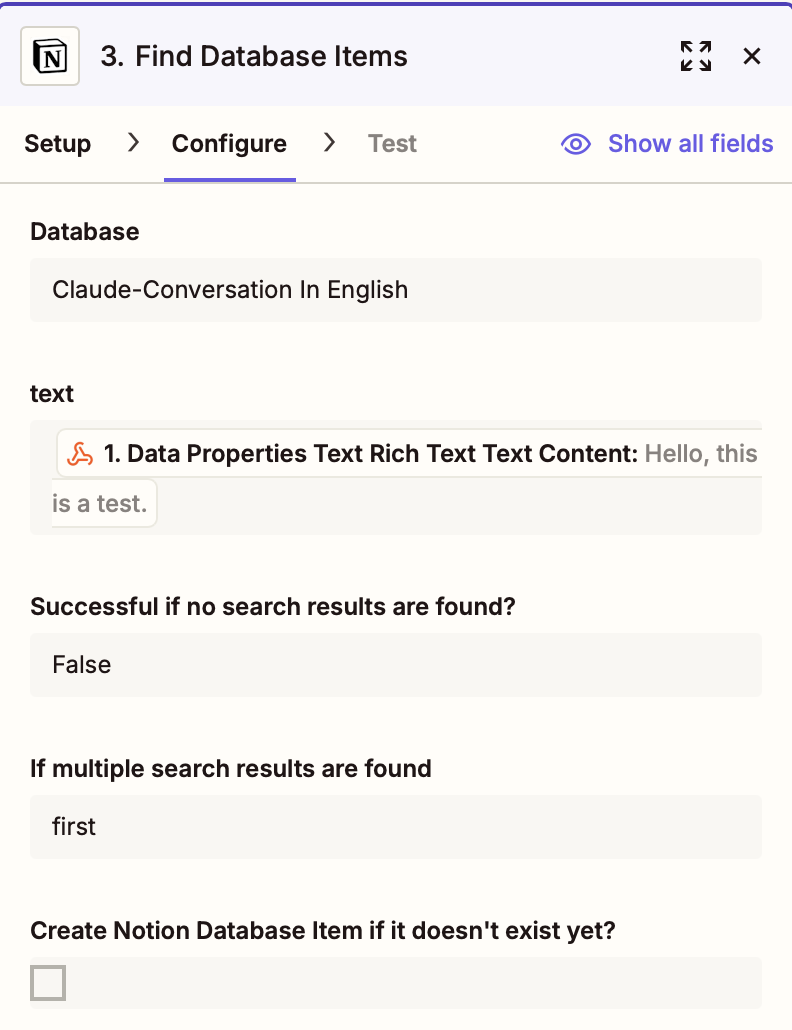 3. Find Database Items
Setup
Configure
Test
Show all fields
Database
Claude-Conversation In English
text
1. Data Properties Text Rich Text Text Content: Hello, this
is a test.
Successful if no search results are found?
False
If multiple search results are found
first
Create Notion Database Item if it doesn't exist yet?